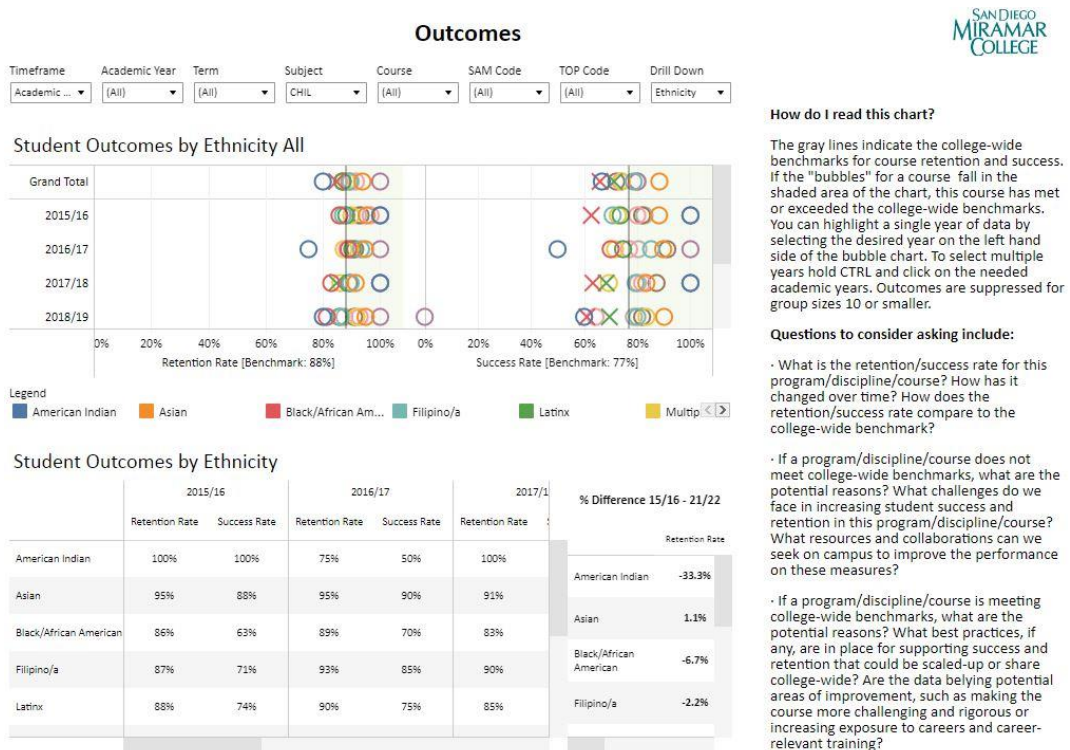 Outcomes
SAN DIEGO
MIRAMAR
COLLEGE
Timeframe Academic Year Term Subject Course SAM Code TOP Code Drill Down
Academic ... (All) (All) CHIL (All) (All) (All) Ethnicity
Student Outcomes by Ethnicity All
Grand Total
2015/16
2016/17
2017/18
2018/19
0% 20% 40% 60% 80% 100% 0% 20% 40% 60% 80% 100%
Retention Rate [Benchmark: 88%] Success Rate [Benchmark: 77%]
Legend
American Indian Asian Black/African Am... Filipino/a Latinx Multip
Student Outcomes by Ethnicity
2015/16 2016/17 2017/1
Retention Rate Success Rate Retention Rate Success Rate Retention Rate
American Indian 100% 100% 75% 50% 100%
Asian 95% 88% 95% 90% 91%
Black/African American 86% 63% 89% 70% 83%
Filipino/a 87% 71% 93% 85% 90%
Latinx 88% 74% 90% 75% 85%
% Difference 15/16 - 21/22
Retention Rate
American Indian -33.3%
Asian 1.1%
Black/African
American -6.7%
Filipino/a -2.2%
How do I read this chart?
The gray lines indicate the college-wide
benchmarks for course retention and success.
If the "bubbles" for a course fall in the
shaded area of the chart, this course has met
or exceeded the college-wide benchmarks.
You can highlight a single year of data by
selecting the desired year on the left hand
side of the bubble chart. To select multiple
years hold CTRL and click on the needed
academic years. Outcomes are suppressed for
group sizes 10 or smaller.
Questions to consider asking include:
· What is the retention/success rate for this
program/discipline/course? How has it
changed over time? How does the
retention/success rate compare to the
college-wide benchmark?
· If a program/discipline/course does not
meet college-wide benchmarks, what are the
potential reasons? What challenges do we
face in increasing student success and
retention in this program/discipline/course?
What resources and collaborations can we
seek on campus to improve the performance
on these measures?
· If a program/discipline/course is meeting
college-wide benchmarks, what are the
potential reasons? What best practices, if
any, are in place for supporting success and
retention that could be scaled-up or share
college-wide? Are the data belying potential
areas of improvement, such as making the
course more challenging and rigorous or
increasing exposure to careers and career-
relevant training?